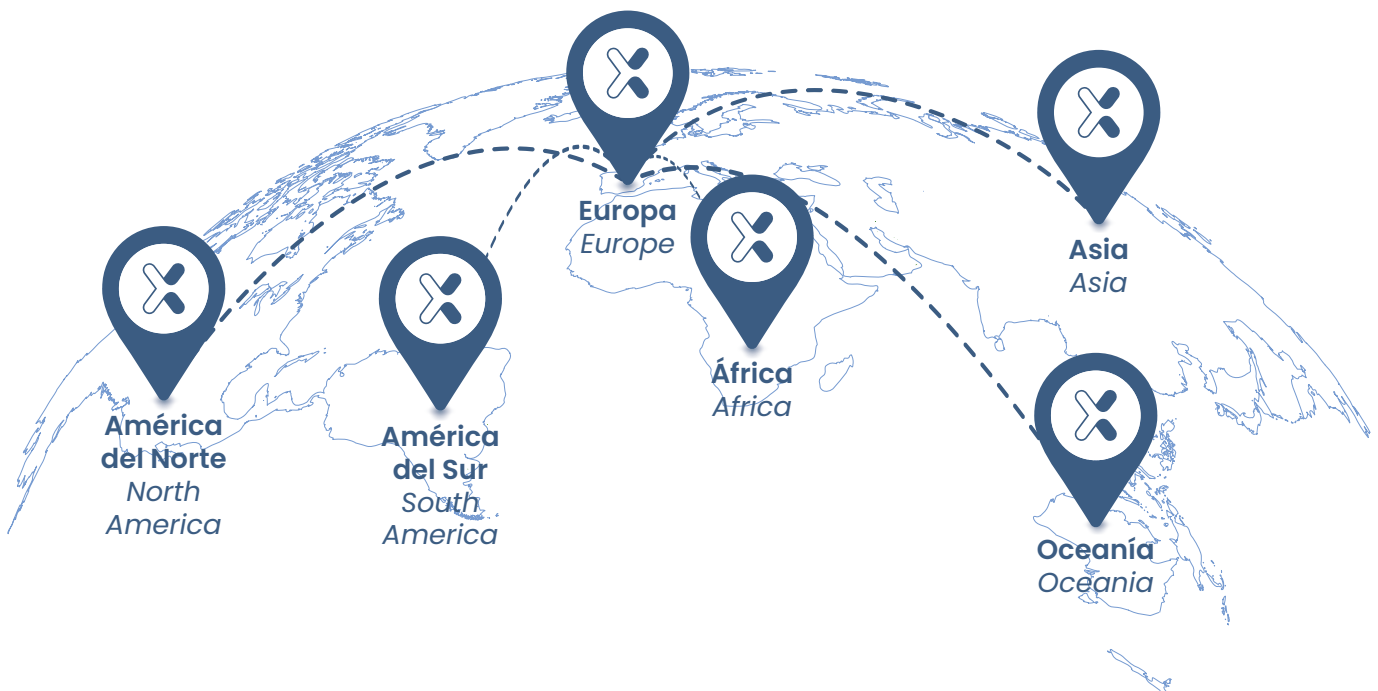 Europa
Europe
Asia
Asia
África
Africa
América
del Norte
North
America
América
del Sur
South
America
Oceanía
Oceania